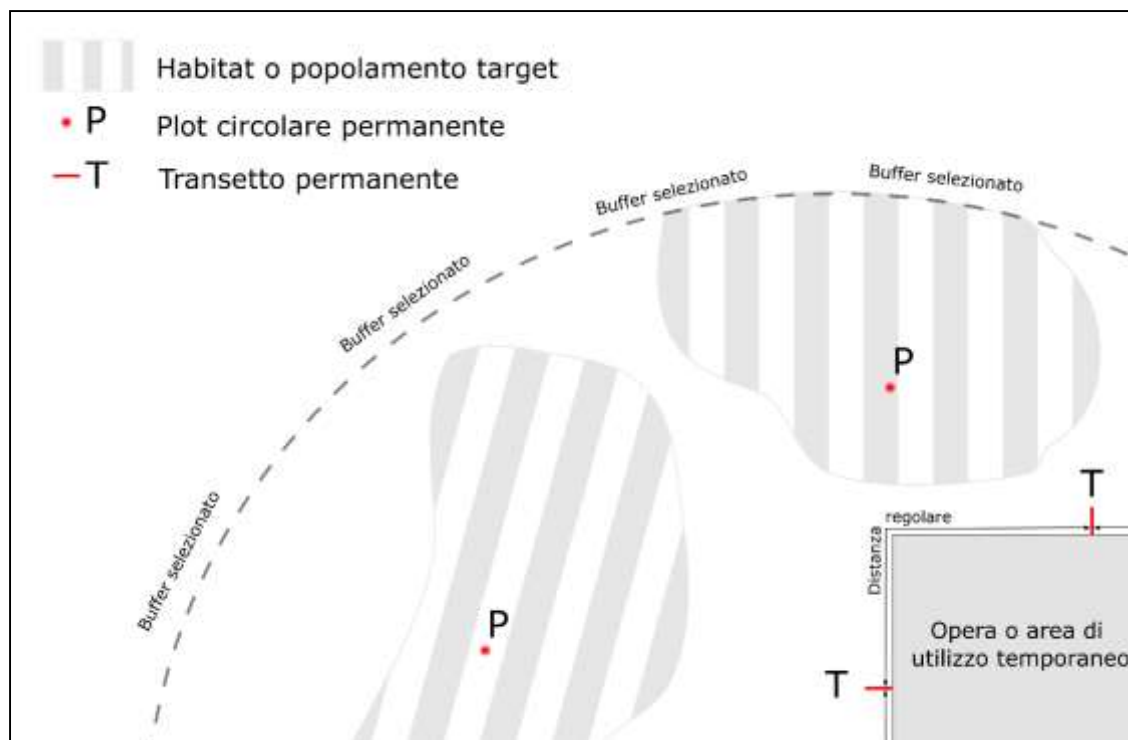 Habitat o popolamento target
P Plot circolare permanente
T Transetto permanente
Buffer selezionato
Buffer selezionato
Buffer selezionato
Buffer selezionato
P
T
regolare
Distanza
P
Opera o area di
utilizzo temporaneo
T